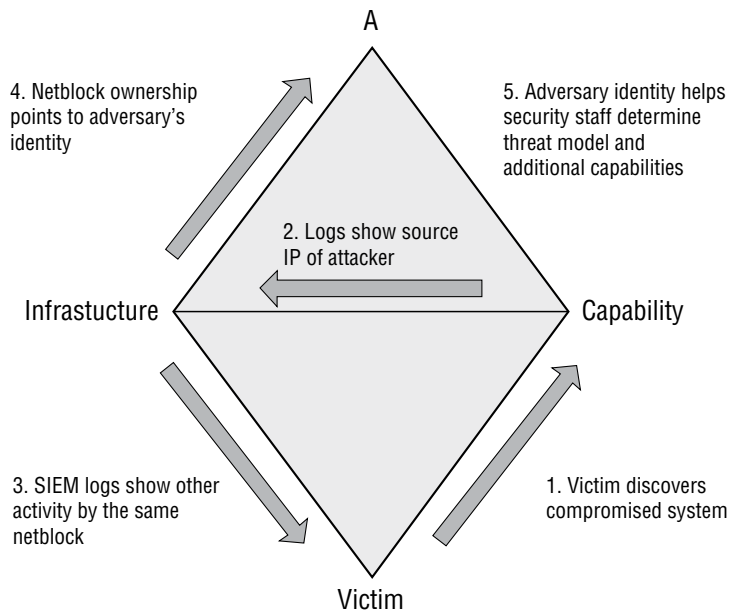 A
4. Netblock ownership
points to adversary's
identity
5. Adversary identity helps
security staff determine
threat model and
additional capabilities
2. Logs show source
IP of attacker
Infrastucture
Capability
3. SIEM logs show other
activity by the same
netblock
1. Victim discovers
compromised system
Victim